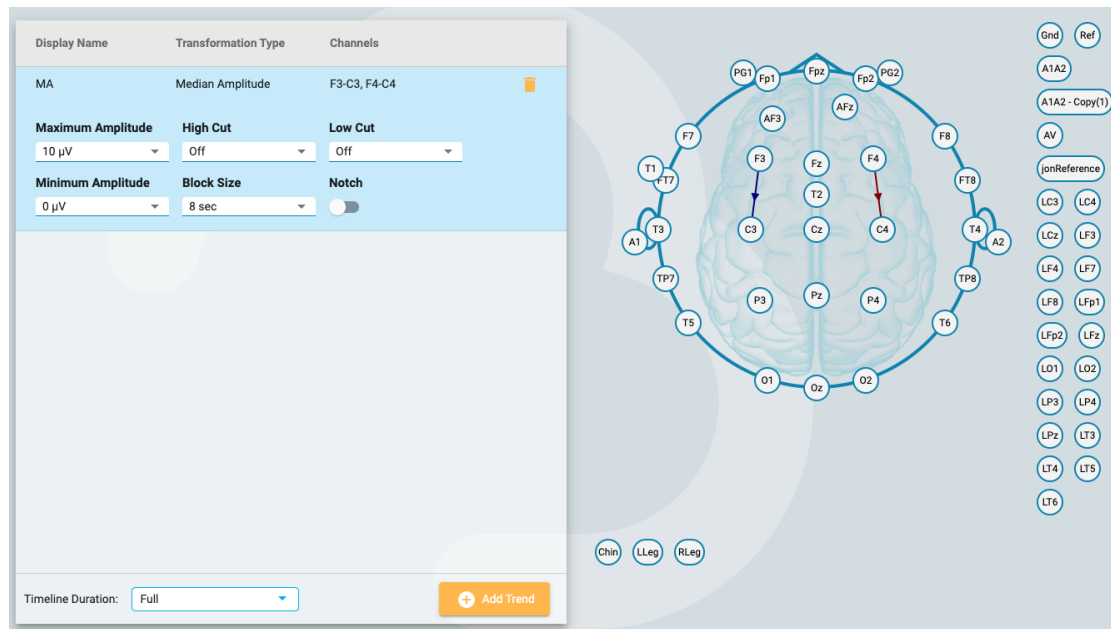 Display Name Transformation Type Channels
MA Median Amplitude F3-C3, F4-C4
Maximum Amplitude High Cut Low Cut
10 µV Off Off
Minimum Amplitude Block Size Notch
0 µV 8 sec
Timeline Duration: Full Add Trend
PG1 Fp1 Fpz Fp2 PG2
AF3 AFz
F7 F8
F3 Fz F4
T1 FT7 T2 FT8
A1 T3 C3 Cz C4 T4 A2
TP7 TP8
P3 Pz P4
T5 T6
O1 Oz O2
Chin LLeg RLeg
Gnd Ref
A1A2
A1A2 - Copy(1)
AV
jonReference
LC3 LC4
LCz LF3
LF4 LF7
LF8 LFp1
LFp2 LFz
LO1 LO2
LP3 LP4
LPz LT3
LT4 LT5
LT6